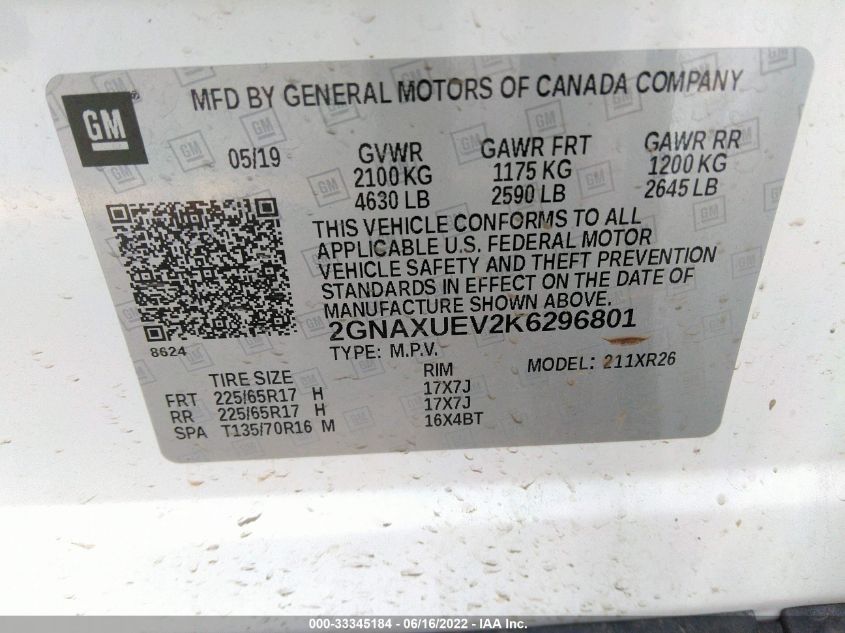 GM
MFD BY GENERAL MOTORS OF CANADA COMPANY
05/19
GVWR
2100 KG
4630 LB
GAWR FRT
1175 KG
2590 LB
GAWR RR
1200 KG
2645 LB
THIS VEHICLE CONFORMS TO ALL
APPLICABLE U.S. FEDERAL MOTOR
VEHICLE SAFETY AND THEFT PREVENTION
STANDARDS IN EFFECT ON THE DATE OF
MANUFACTURE SHOWN ABOVE.
2GNAXUEV2K6296801
8624
TYPE: M.P.V.
MODEL: 211XR26
TIRE SIZE RIM
FRT 225/65R17 H 17X7J
RR 225/65R17 H 17X7J
SPA T135/70R16 M 16X4BT
000-33345184 - 06/16/2022 - IAA Inc.